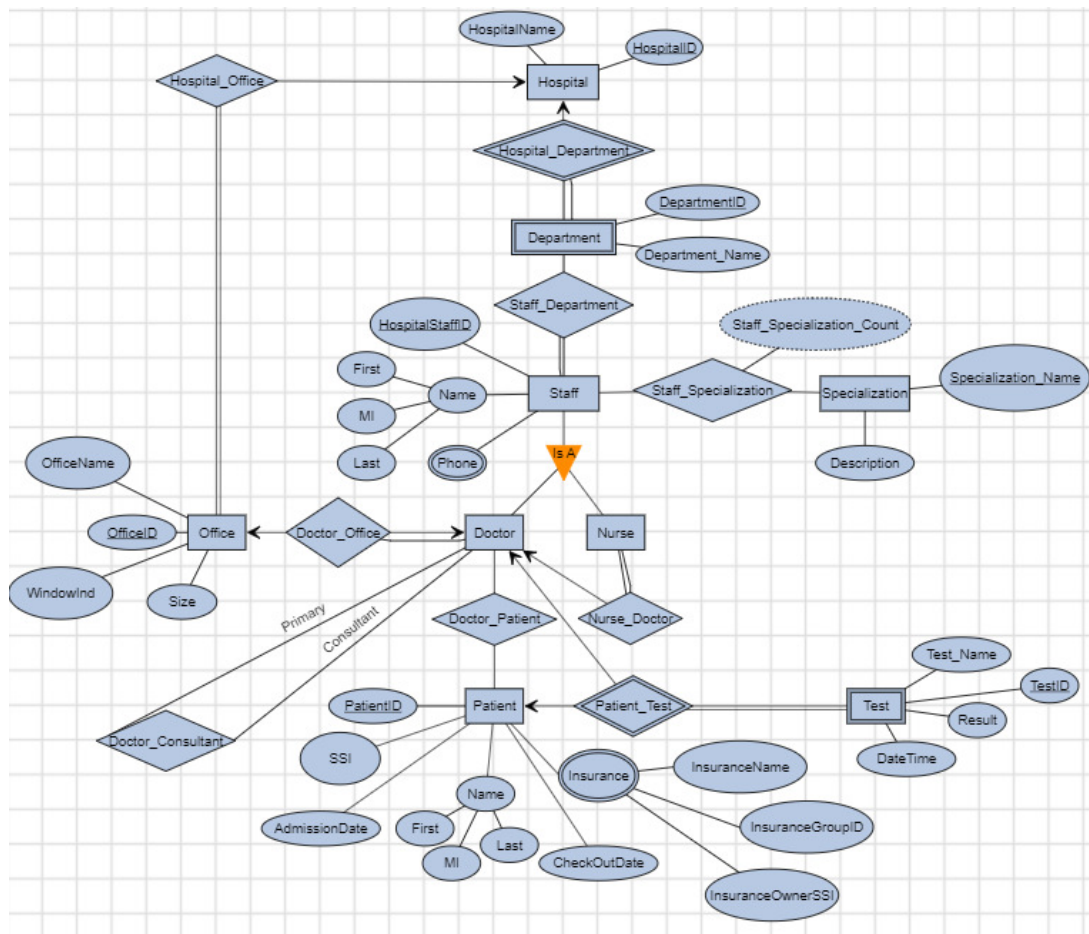 HospitalName
HospitalID
Hospital_Office
Hospital
Hospital_Department
DepartmentID
Department
Department_Name
Staff_Department
HospitalStaffID
Staff_Specialization_Count
First
Name
Staff
Staff_Specialization
Specialization
Specialization_Name
MI
Last
Phone
Is A
Description
OfficeName
OfficeID
Office
Doctor_Office
Doctor
Nurse
WindowInd
Size
Primary
Consultant
Doctor_Patient
Nurse_Doctor
Test_Name
TestID
PatientID
Patient
Patient_Test
Test
Result
Doctor_Consultant
SSI
DateTime
Insurance
InsuranceName
Name
AdmissionDate
First
Last
MI
CheckOutDate
InsuranceGroupID
InsuranceOwnerSSI